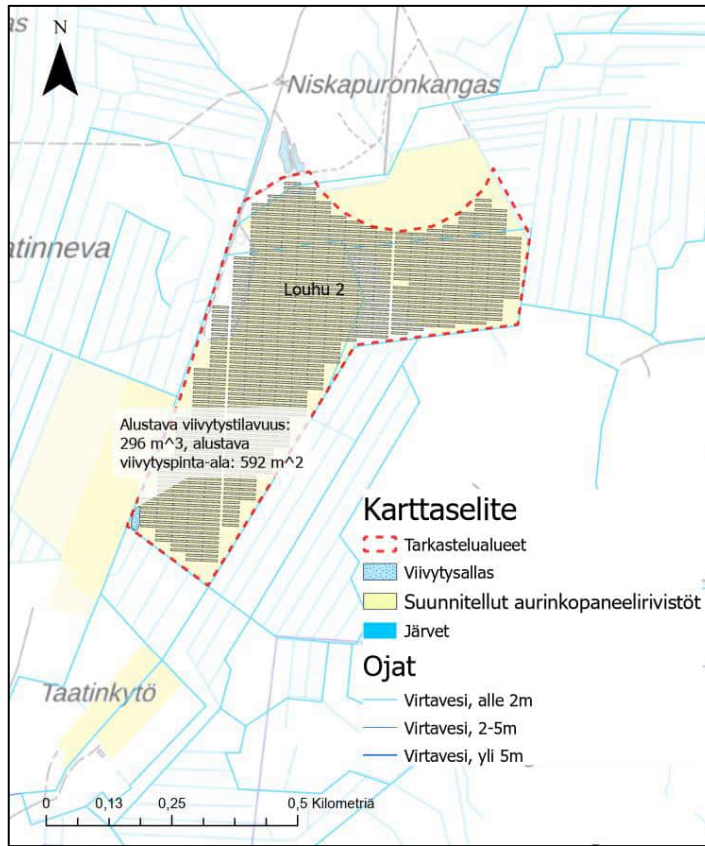 as
N
Niskapuronkangas
atinneva
Louhu 2
Alustava viivytystilavuus:
296 m^3, alustava
viivytyspinta-ala: 592 m^2
Karttaselite
Tarkastelualueet
Viivytysallas
Suunnitellut aurinkopaneelirivistöt
Järvet
Ojat
Virtavesi, alle 2m
Virtavesi, 2-5m
Virtavesi, yli 5m
Taatinkytö
0 0,13 0,25 0,5 Kilometriä